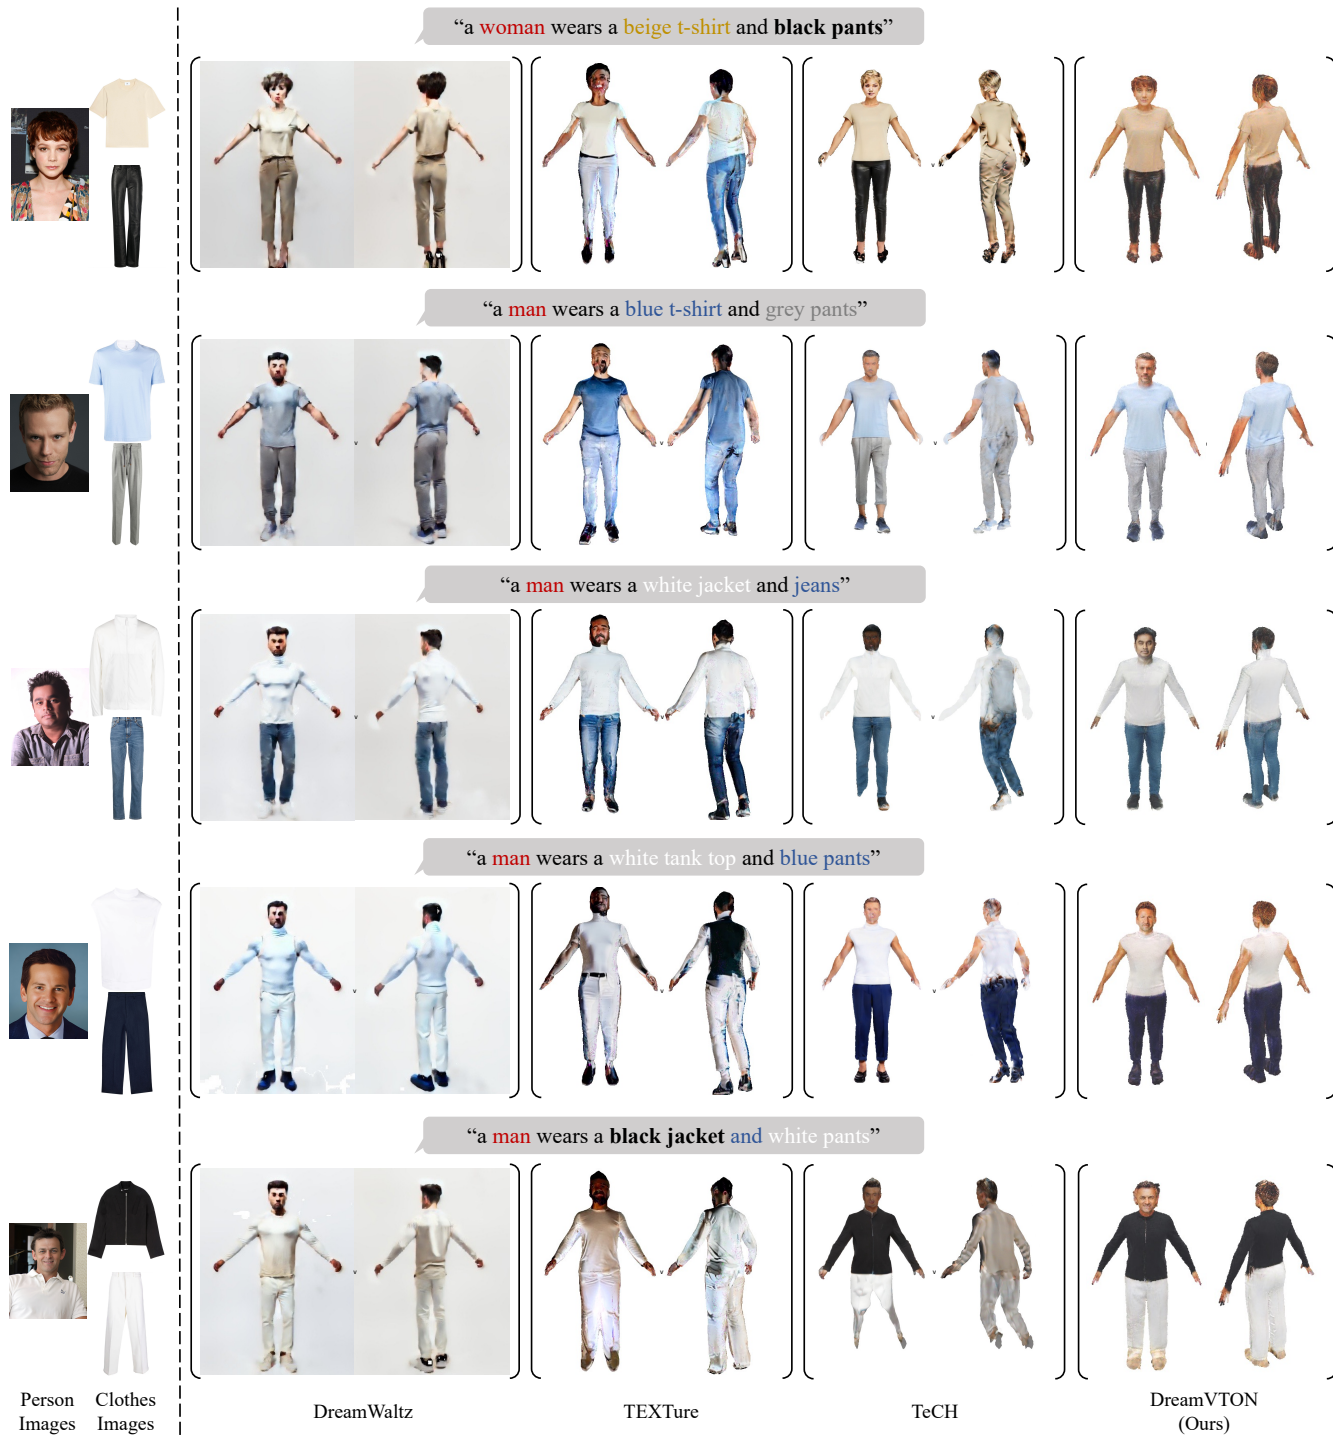 “a woman wears a beige t-shirt and black pants”
“a man wears a blue t-shirt and grey pants”
“a man wears a white jacket and jeans”
“a man wears a white tank top and blue pants”
“a man wears a black jacket and white pants”
Person Images
Clothes Images
DreamWaltz
TEXTure
TeCH
DreamVTON
(Ours)